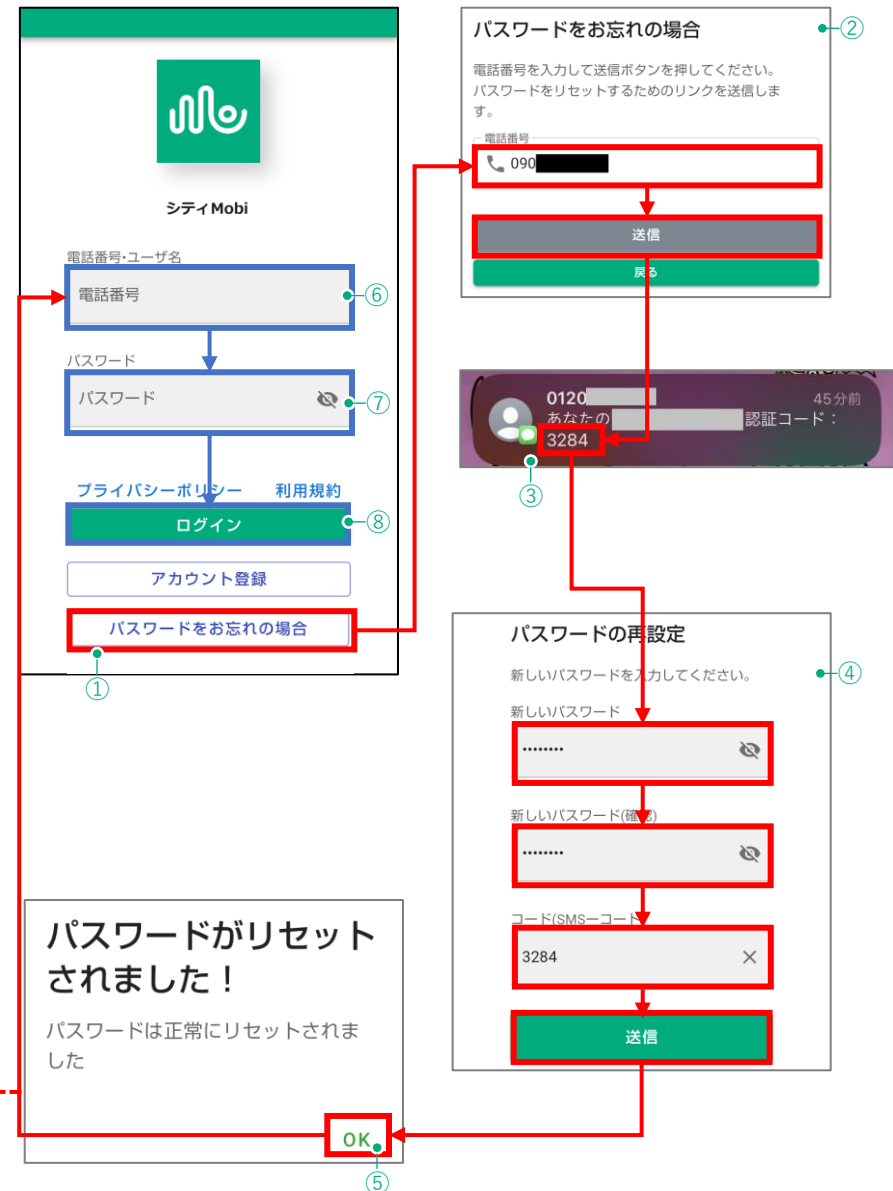 シティMobi
電話番号・ユーザ名
電話番号
⑥
パスワード
パスワード
⑦
プライバシーポリシー 利用規約
ログイン
⑧
アカウント登録
パスワードをお忘れの場合
①
パスワードをお忘れの場合
②
電話番号を入力して送信ボタンを押してください。
パスワードをリセットするためのリンクを送信しま
す。
電話番号
090
送信
戻る
0120
45分前
あなたの 認証コード：
3284
③
パスワードの再設定
④
新しいパスワードを入力してください。
新しいパスワード
••••••••
新しいパスワード(確認)
••••••••
コード(SMSーコード
3284
送信
パスワードがリセット
されました！
パスワードは正常にリセットされま
した
OK
⑤